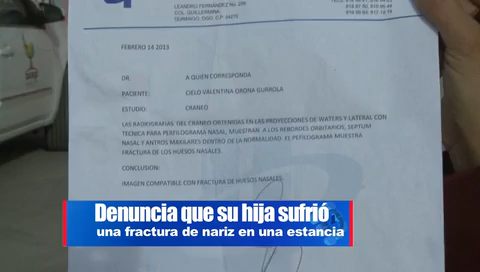 LEANDRO FERNÁNDEZ No. 209
COL. GUILLERMINA,
DURANGO, DGO. C.P. 34270
FEBRERO 14 2013
DR. A QUIEN CORRESPONDA
PACIENTE: CIELO VALENTINA ORONA GURROLA
ESTUDIO: CRANEO
LAS RADIOGRAFIAS DEL CRANEO OBTENIDAS EN LAS PROYECCIONES DE WATERS Y LATERAL CON
TECNICA PARA PERFILOGRAMA NASAL, MUESTRAN A LOS REBORDES ORBITARIOS, SEPTUM
NASAL Y ANTROS MAXILARES DENTRO DE LA NORMALIDAD. EL PEFILOGRAMA MUESTRA
FRACTURA DE LOS HUESOS NASALES.
CONCLUSION:
IMAGEN COMPATIBLE CON FRACTURA DE HUESOS NASALES
Denuncia que su hija sufrió
una fractura de nariz en una estancia